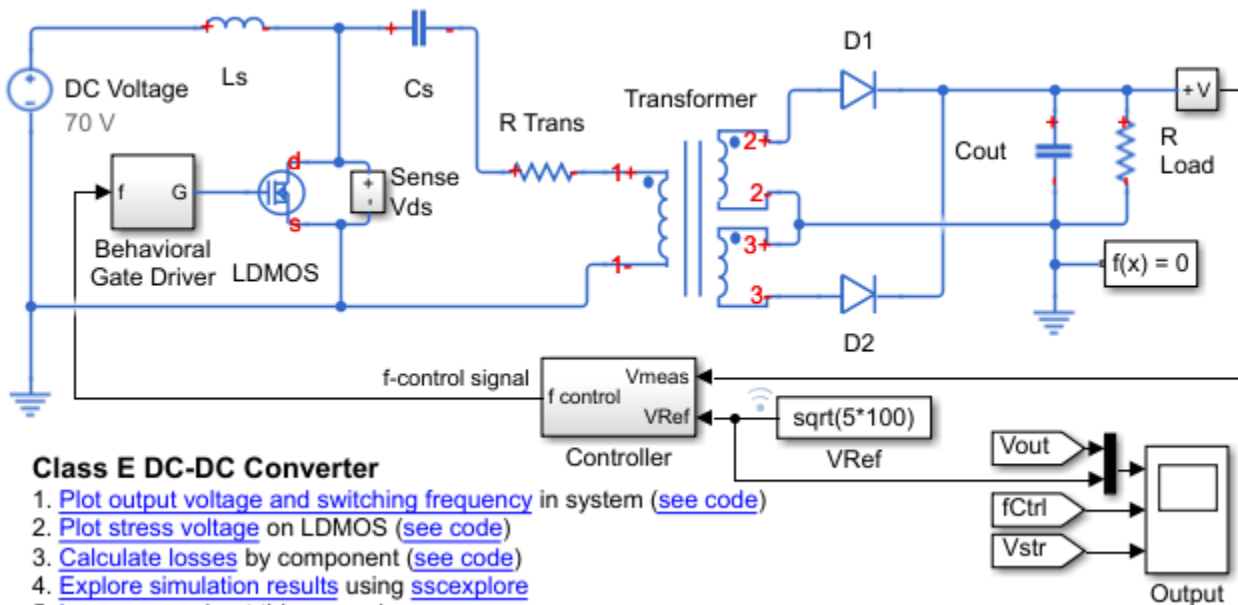 D1
Ls
DC Voltage
70 V
Cs
Transformer
R Trans
+V
Cout
R
Load
+ - + -
2+
2-
1+
1-
3+
3-
f G
Behavioral
Gate Driver
d
s
LDMOS
Sense
Vds
f(x) = 0
D2
f-control signal
f control
Vmeas
VRef
Controller
sqrt(5*100)
VRef
Vout
fCtrl
Vstr
Output
Class E DC-DC Converter
1. Plot output voltage and switching frequency in system (see code)
2. Plot stress voltage on LDMOS (see code)
3. Calculate losses by component (see code)
4. Explore simulation results using sscexplore